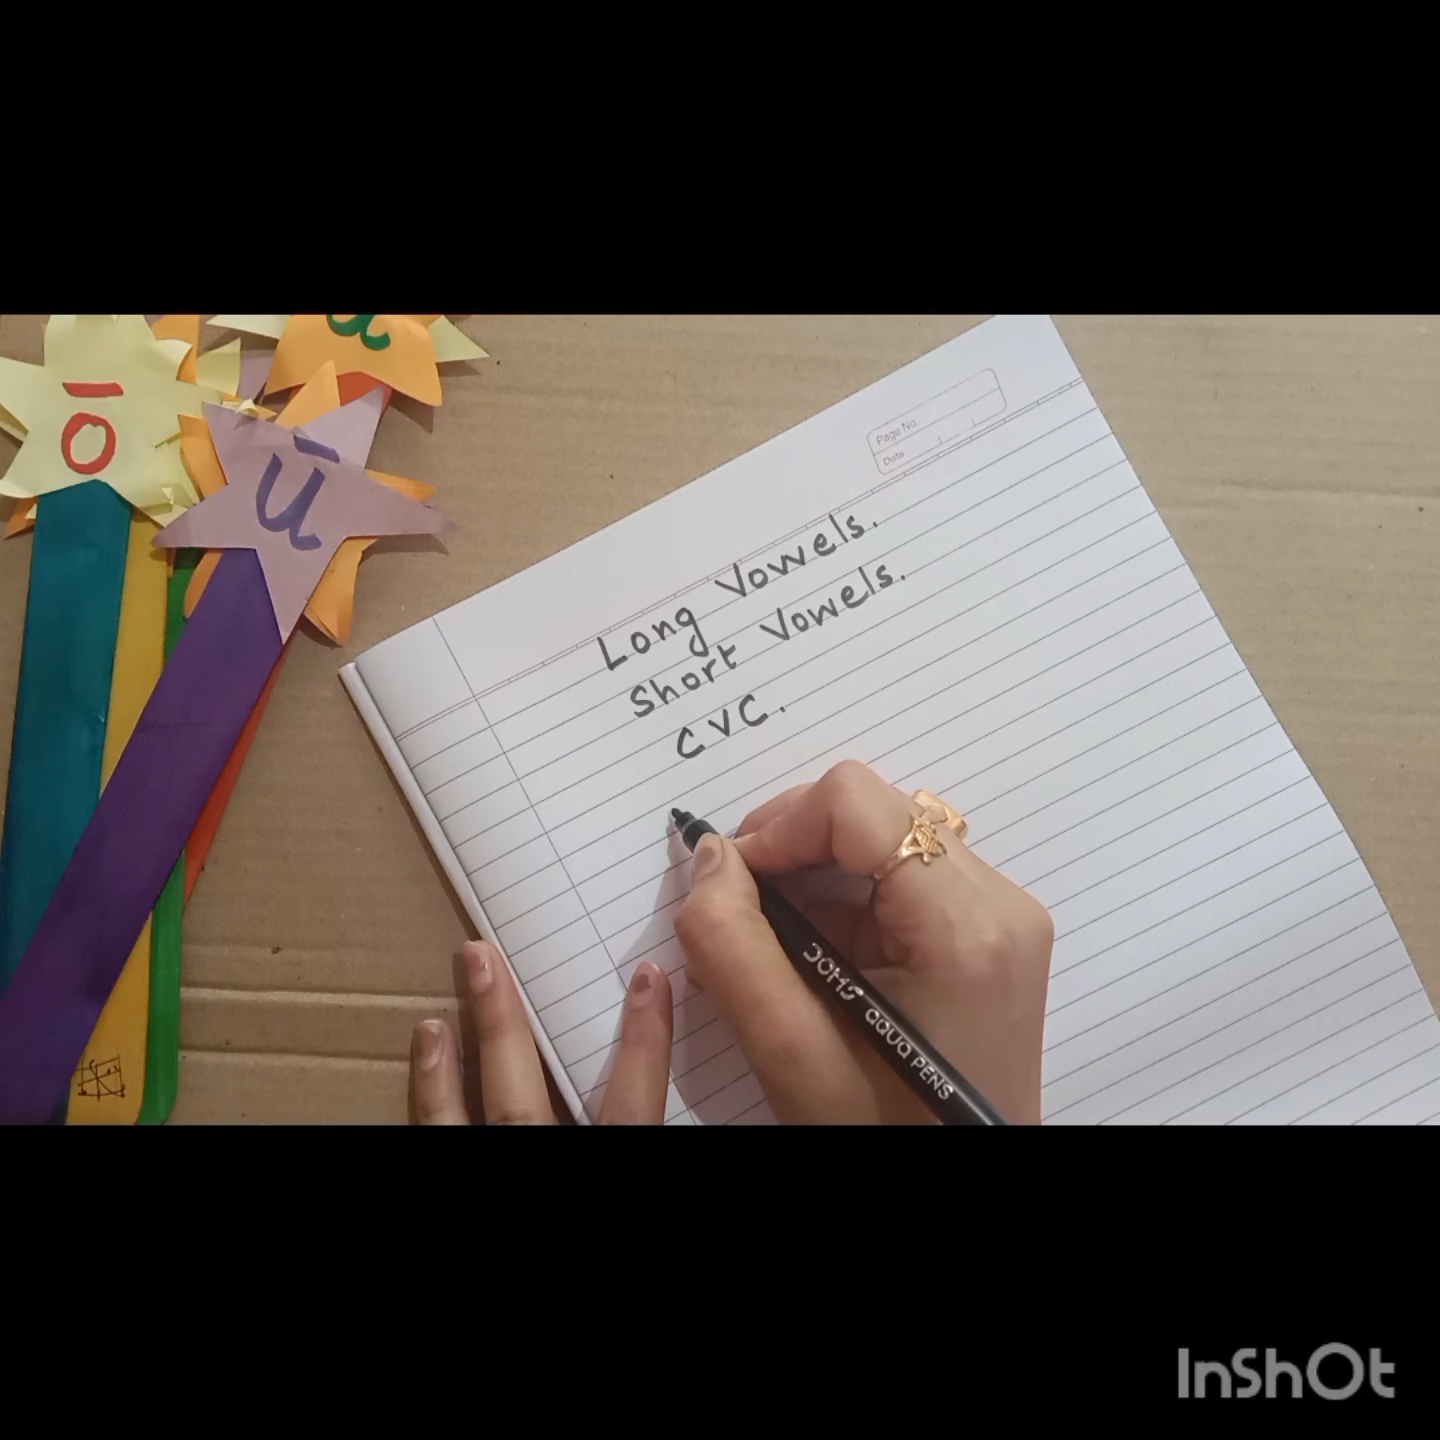 a
ō
ū
Page No.
Date
Long Vowels.
Short Vowels.
CVC.
DOMS AQUA PENS
InShOt